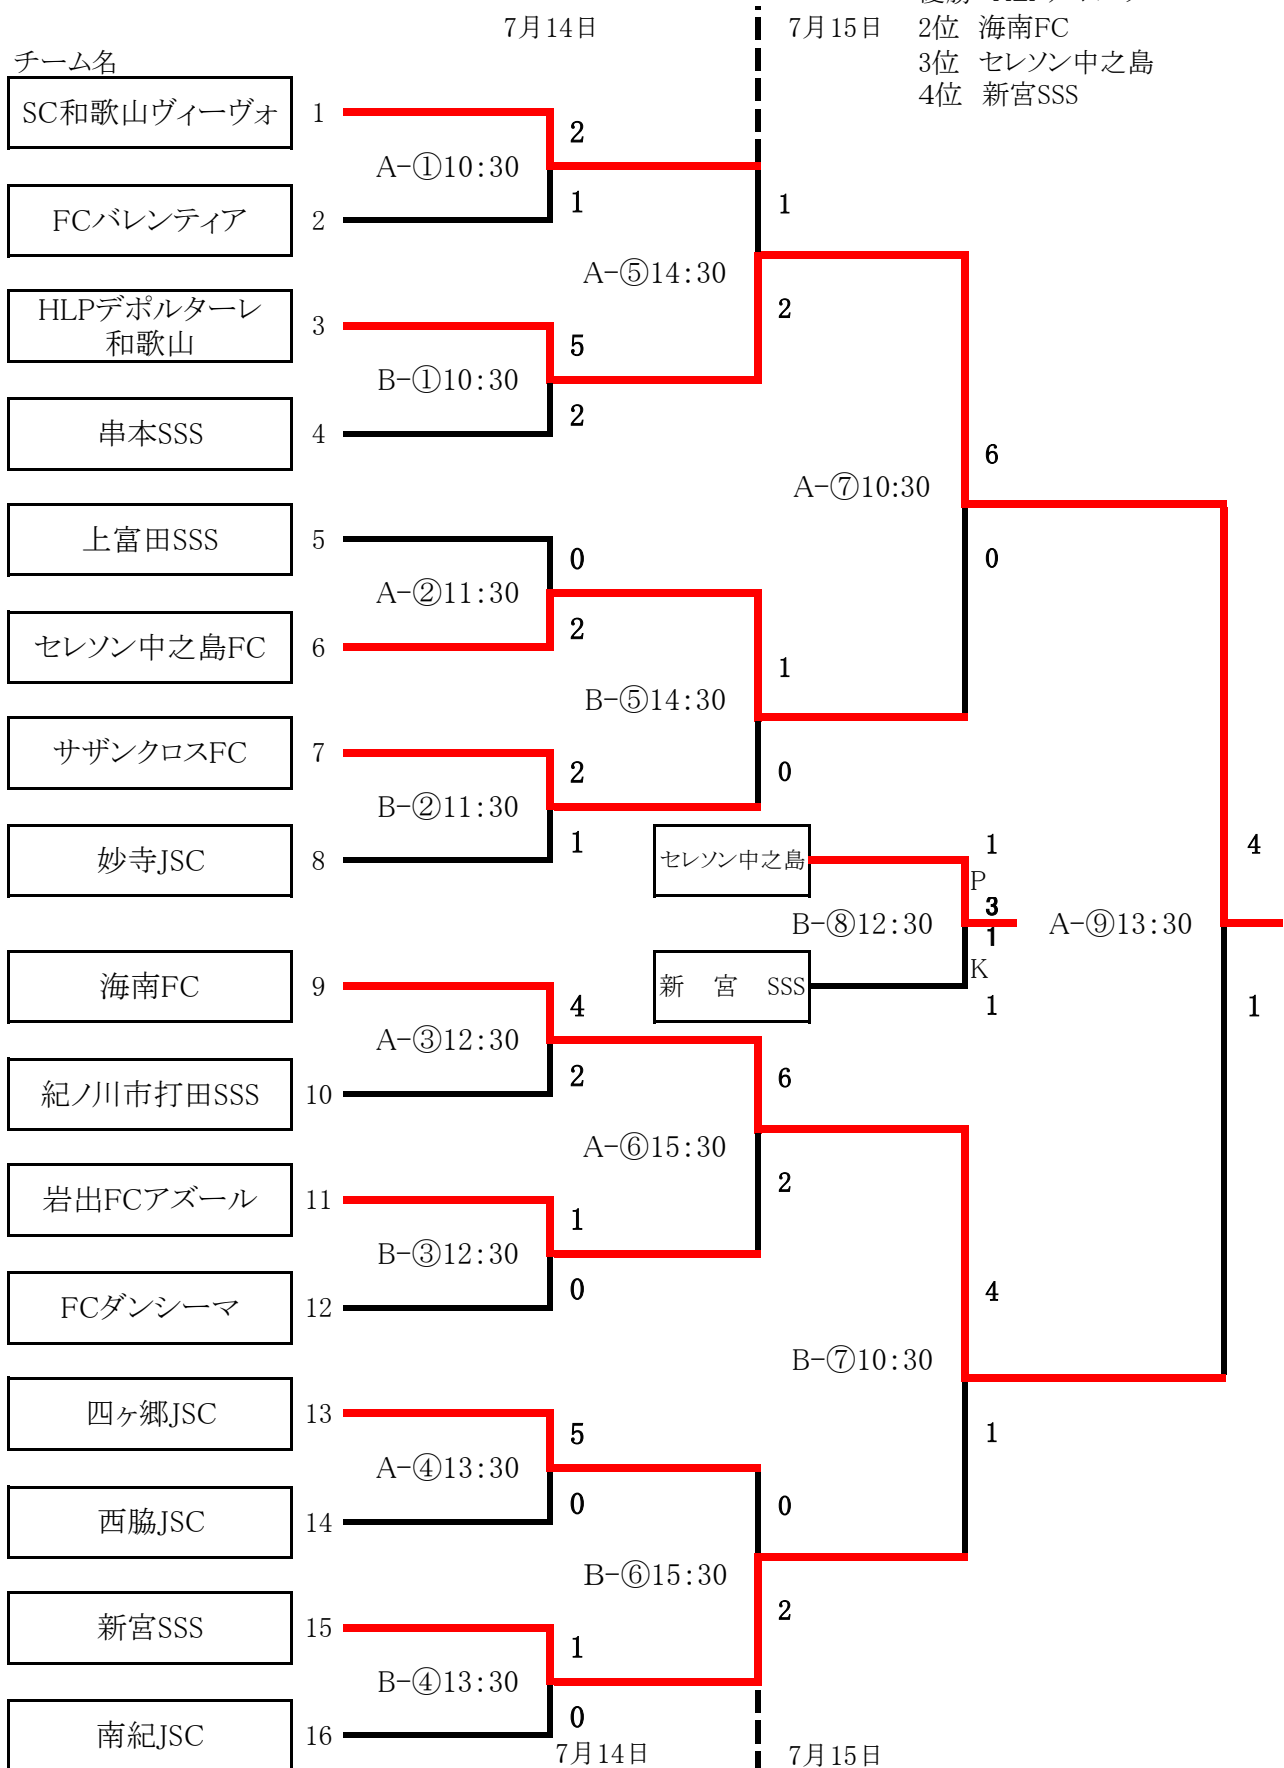 7月14日
7月15日
2位 海南FC
チーム名
3位 セレソン中之島
4位 新宮SSS
SC和歌山ヴィーヴォ 1
2
A-①10:30
1
FCバレンティア 2
1
A-⑤14:30
2
HLPデポルターレ
和歌山
3
5
B-①10:30
2
串本SSS 4
6
A-⑦10:30
0
上富田SSS 5
0
A-②11:30
2
セレソン中之島FC 6
1
B-⑤14:30
0
サザンクロスFC 7
2
B-②11:30
1
妙寺JSC 8
セレソン中之島
1
P
3
B-⑧12:30
1
K
1
新 宮 SSS
4
A-⑨13:30
1
海南FC 9
4
A-③12:30
2
紀ノ川市打田SSS 10
6
A-⑥15:30
2
岩出FCアズール 11
1
B-③12:30
0
FCダンシーマ 12
4
B-⑦10:30
1
四ヶ郷JSC 13
5
A-④13:30
0
西脇JSC 14
0
B-⑥15:30
2
新宮SSS 15
1
B-④13:30
0
南紀JSC 16
7月14日
7月15日